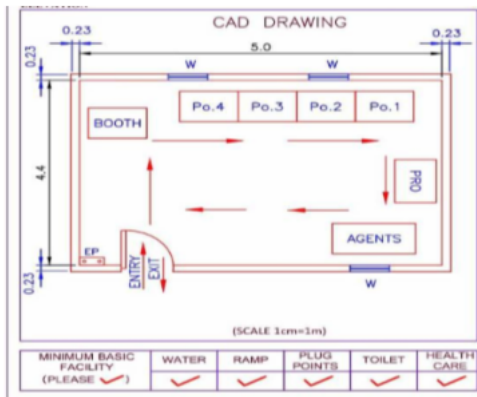 CAD DRAWING
0.23
5.0
0.23
0.23
W
W
BOOTH
Po.4
Po.3
Po.2
Po.1
4.4
PRO
AGENTS
EP
ENTRY
EXIT
0.23
W
(SCALE 1cm=1m)
MINIMUM BASIC
FACILITY
(PLEASE ✓)
WATER
RAMP
PLUG
POINTS
TOILET
HEALTH
CARE
✓
✓
✓
✓
✓